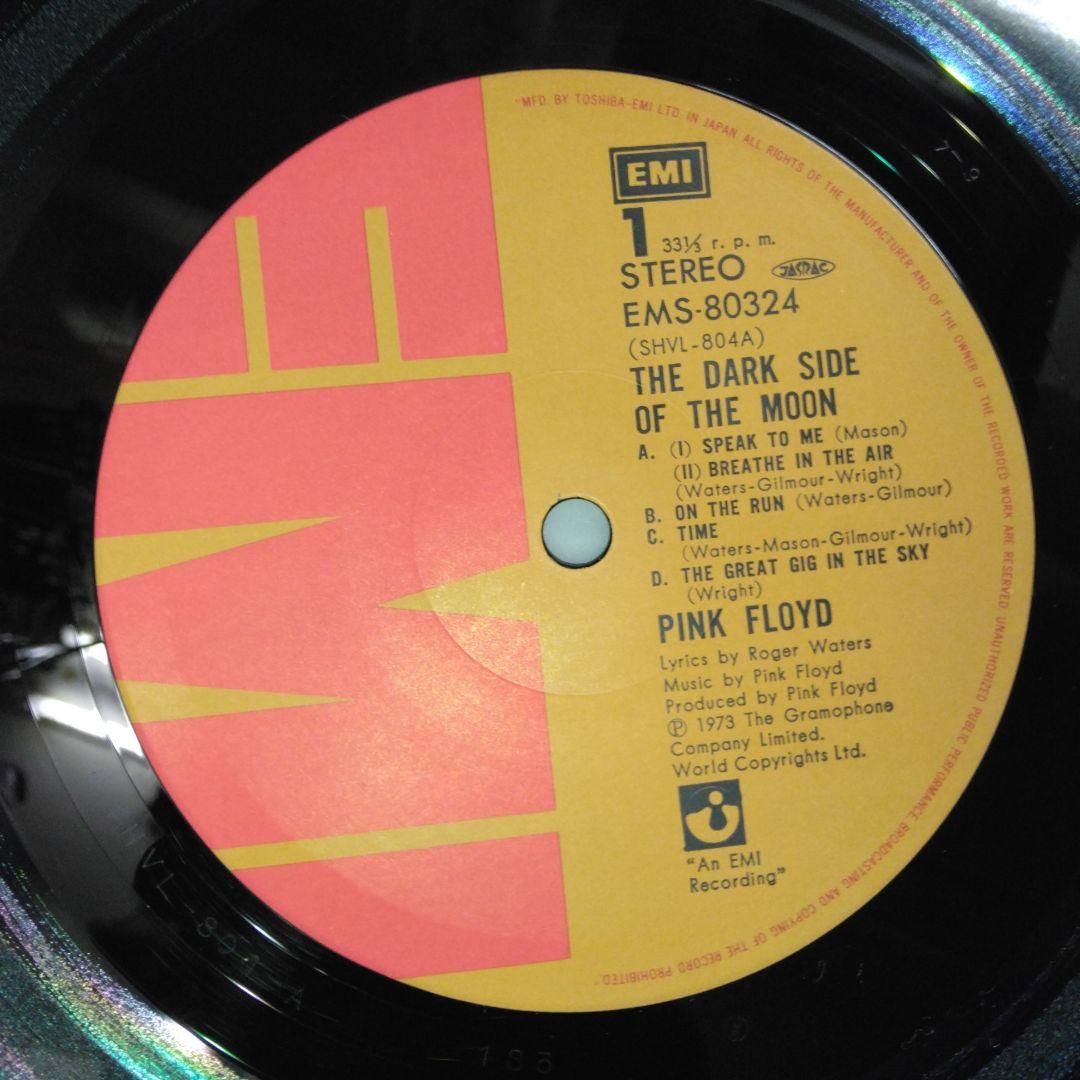 "MFD. BY TOSHIBA-EMI LTD. IN JAPAN. ALL RIGHTS OF THE MANUFACTURER AND OF THE OWNER OF THE RECORDED WORK ARE RESERVED. UNAUTHORIZED PUBLIC PERFORMANCE, BROADCASTING AND COPYING OF THE RECORD PROHIBITED."
EMI
EMI
1 33⅓ r. p. m.
STEREO JASRAC
EMS-80324
(SHVL-804A)
THE DARK SIDE
OF THE MOON
A. (I) SPEAK TO ME (Mason)
(II) BREATHE IN THE AIR
(Waters-Gilmour-Wright)
B. ON THE RUN (Waters-Gilmour)
C. TIME
(Waters-Mason-Gilmour-Wright)
D. THE GREAT GIG IN THE SKY
(Wright)
PINK FLOYD
Lyrics by Roger Waters
Music by Pink Floyd
Produced by Pink Floyd
℗ 1973 The Gramophone
Company Limited.
World Copyrights Ltd.
"An EMI
Recording"
1-9